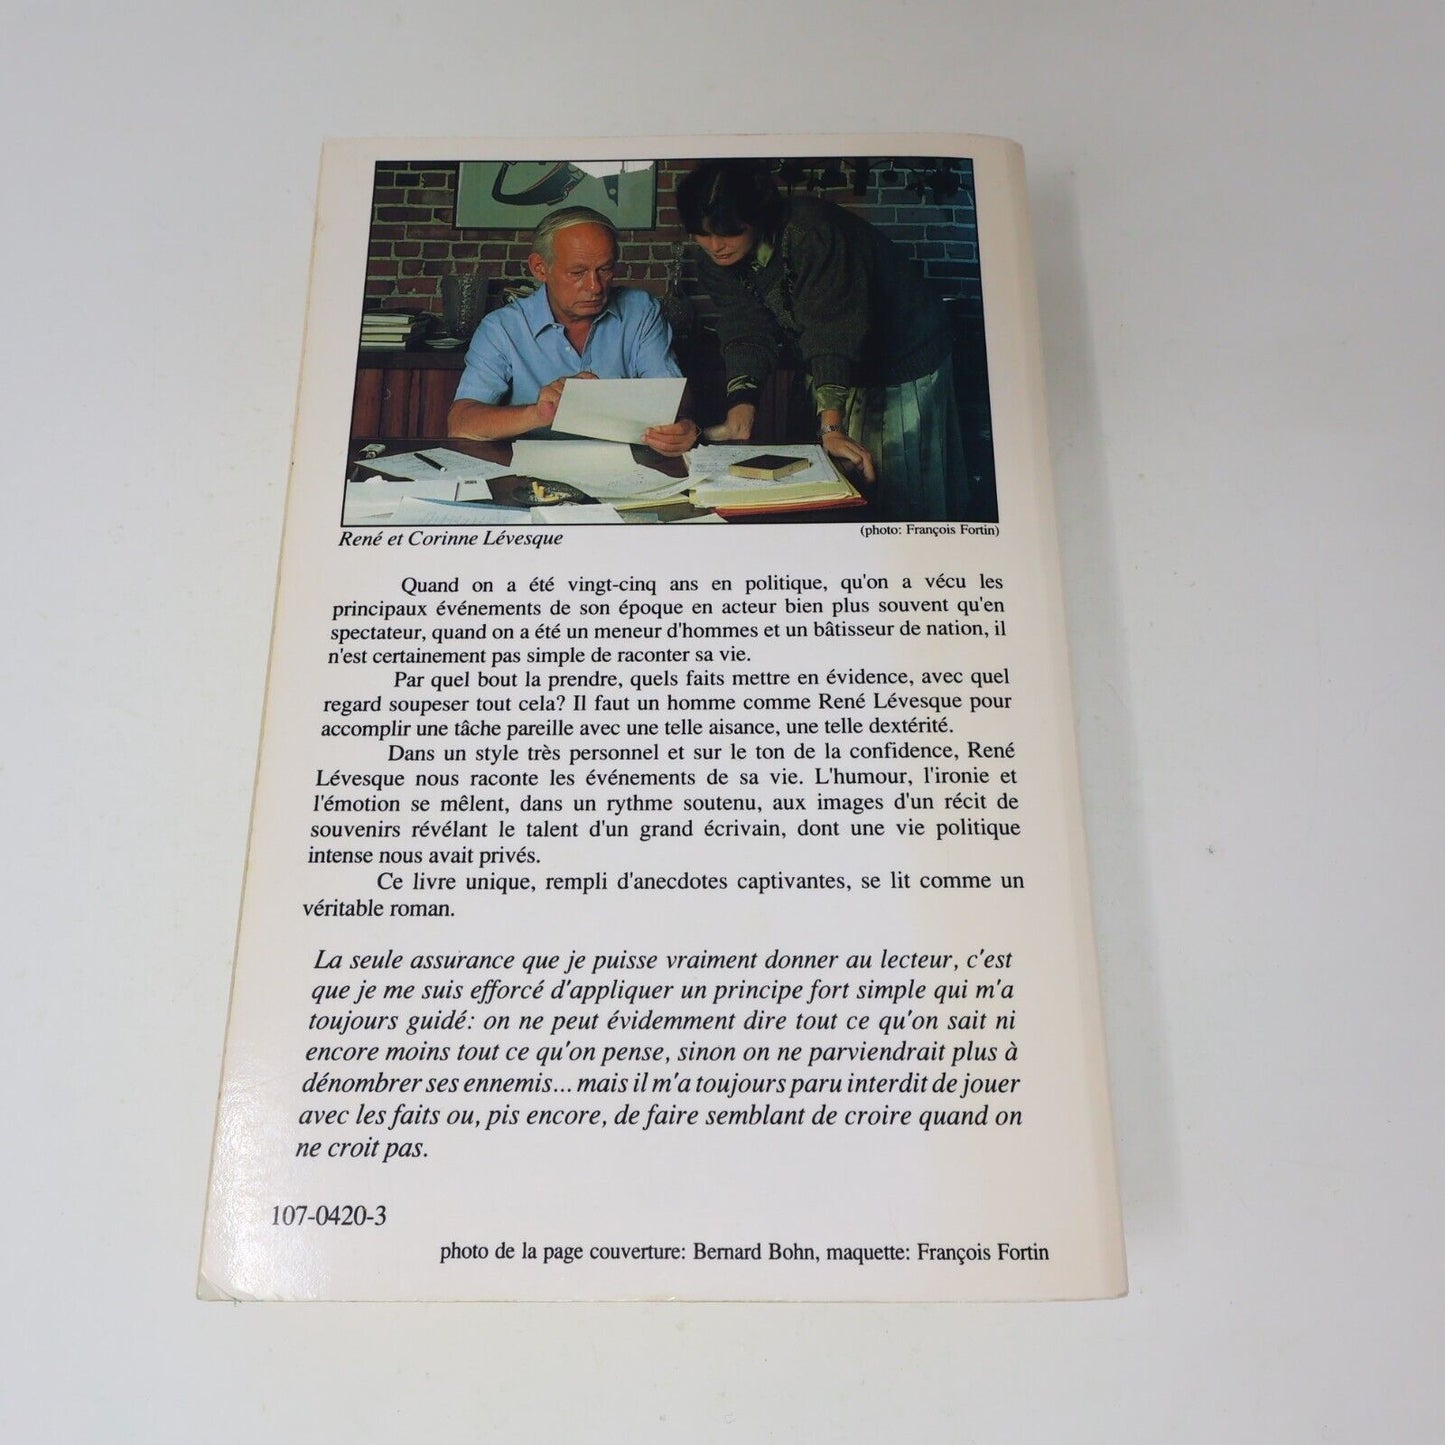 René et Corinne Lévesque
(photo: François Fortin)
Quand on a été vingt-cinq ans en politique, qu'on a vécu les
principaux événements de son époque en acteur bien plus souvent qu'en
spectateur, quand on a été un meneur d'hommes et un bâtisseur de nation, il
n'est certainement pas simple de raconter sa vie.
Par quel bout la prendre, quels faits mettre en évidence, avec quel
regard soupeser tout cela? Il faut un homme comme René Lévesque pour
accomplir une tâche pareille avec une telle aisance, une telle dextérité.
Dans un style très personnel et sur le ton de la confidence, René
Lévesque nous raconte les événements de sa vie. L'humour, l'ironie et
l'émotion se mêlent, dans un rythme soutenu, aux images d'un récit de
souvenirs révélant le talent d'un grand écrivain, dont une vie politique
intense nous avait privés.
Ce livre unique, rempli d'anecdotes captivantes, se lit comme un
véritable roman.
La seule assurance que je puisse vraiment donner au lecteur, c'est
que je me suis efforcé d'appliquer un principe fort simple qui m'a
toujours guidé: on ne peut évidemment dire tout ce qu'on sait ni
encore moins tout ce qu'on pense, sinon on ne parviendrait plus à
dénombrer ses ennemis... mais il m'a toujours paru interdit de jouer
avec les faits ou, pis encore, de faire semblant de croire quand on
ne croit pas.
107-0420-3
photo de la page couverture: Bernard Bohn, maquette: François Fortin